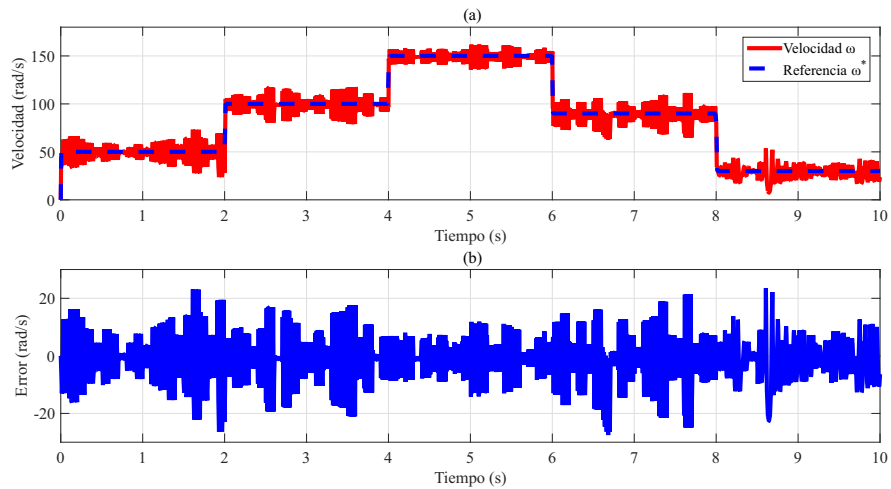 (a)
Velocidad (rad/s)
150
100
50
0
Velocidad ω
Referencia ω*
0 1 2 3 4 5 6 7 8 9 10
Tiempo (s)
(b)
Error (rad/s)
20
0
-20
0 1 2 3 4 5 6 7 8 9 10
Tiempo (s)